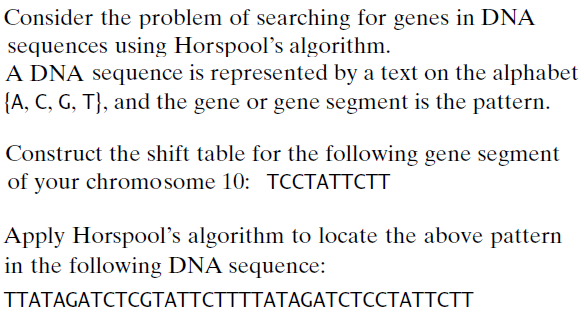 Consider the problem of searching for genes in DNA
sequences using Horspool's algorithm.
A DNA sequence is represented by a text on the alphabet
{A, C, G, T}, and the gene or gene segment is the pattern.
Construct the shift table for the following gene segment
of your chromosome 10: TCCTATTCTT
Apply Horspool's algorithm to locate the above pattern
in the following DNA sequence:
TTATAGATCTCGTATTCTTTTATAGATCTCCTATTCTT